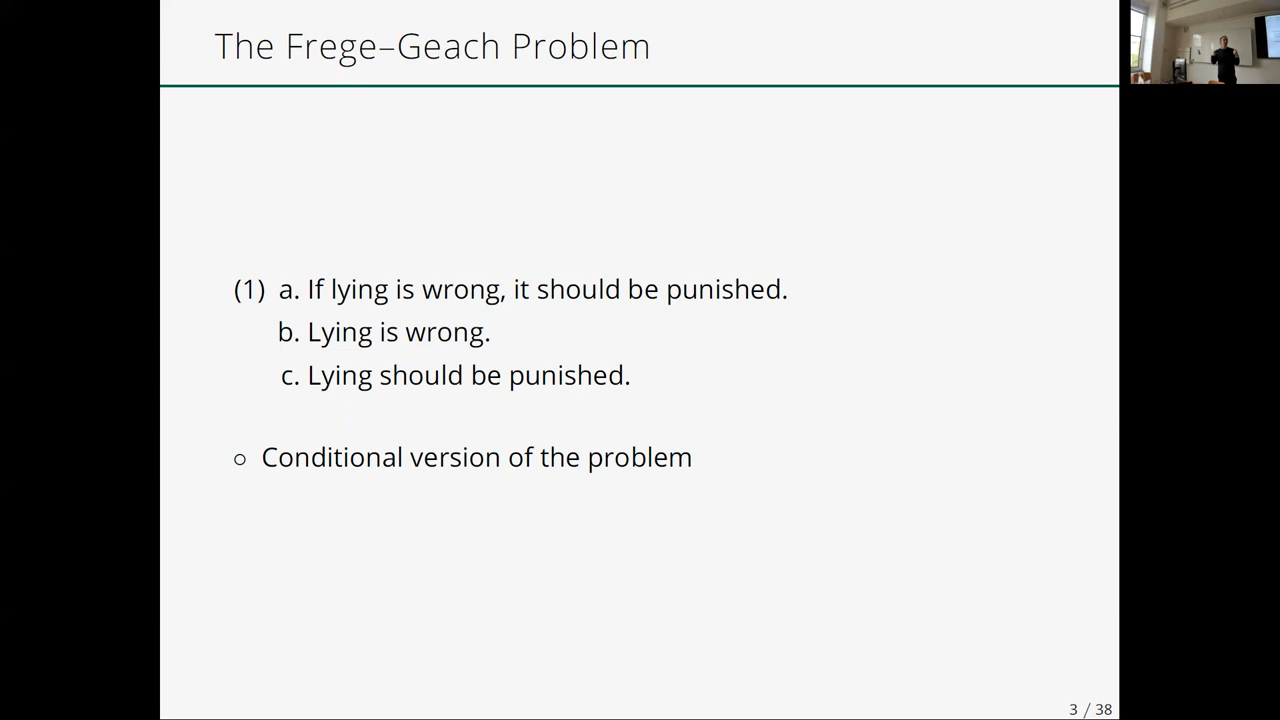 The Frege–Geach Problem
(1) a. If lying is wrong, it should be punished.
b. Lying is wrong.
c. Lying should be punished.
○ Conditional version of the problem
3 / 38